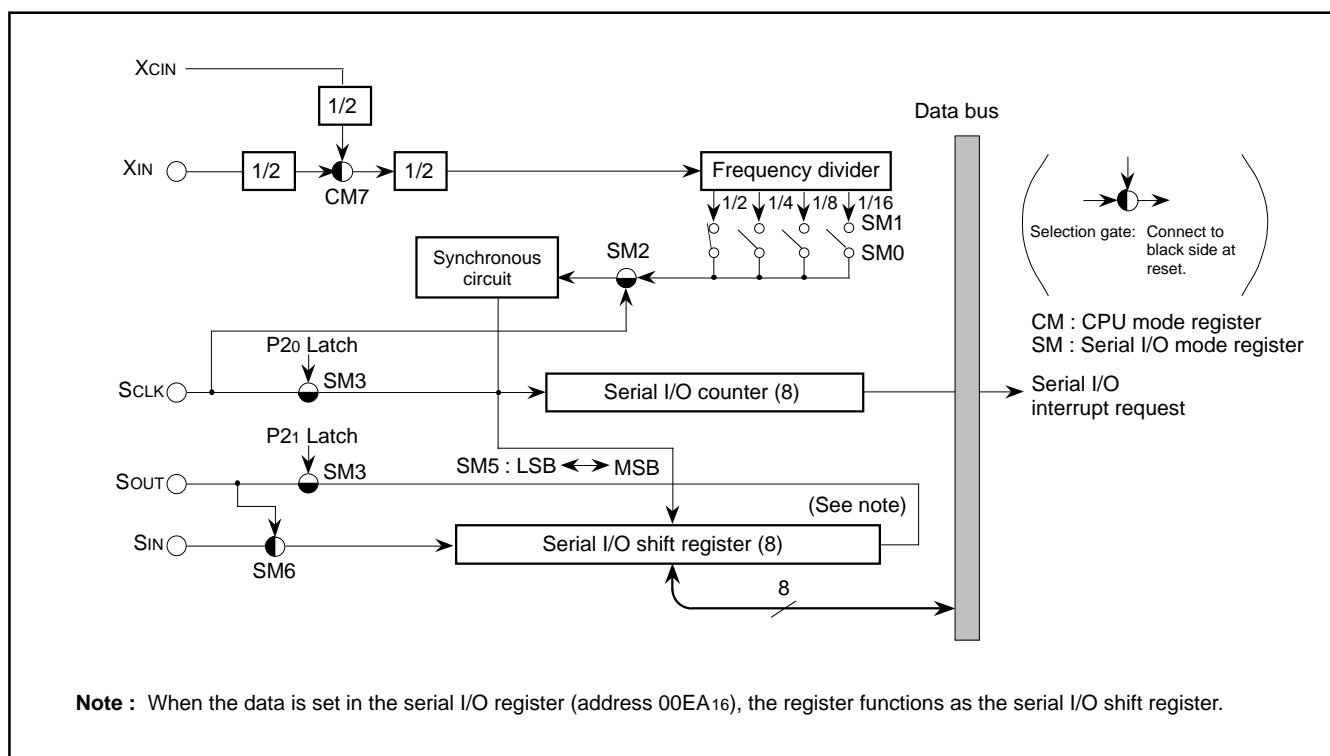 XCIN
1/2
Data bus
XIN
1/2
1/2
CM7
Frequency divider
1/2
1/4
1/8
1/16
SM1
SM0
Selection gate: Connect to
black side at
reset.
Synchronous
circuit
SM2
CM : CPU mode register
SM : Serial I/O mode register
P20 Latch
SCLK
SM3
Serial I/O counter (8)
Serial I/O
interrupt request
P21 Latch
SM5 : LSB MSB
SOUT
SM3
(See note)
SIN
Serial I/O shift register (8)
SM6
8
Note : When the data is set in the serial I/O register (address 00EA16), the register functions as the serial I/O shift register.